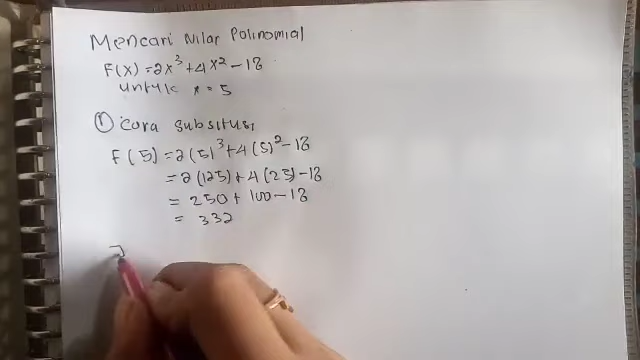 Mencari Nilai Polinomial
F(x) = 2x³ + 4x² - 18
untuk x = 5
① Cara Subsitusi
F(5) = 2(5)³ + 4(5)² - 18
= 2(125) + 4(25) - 18
= 250 + 100 - 18
= 332